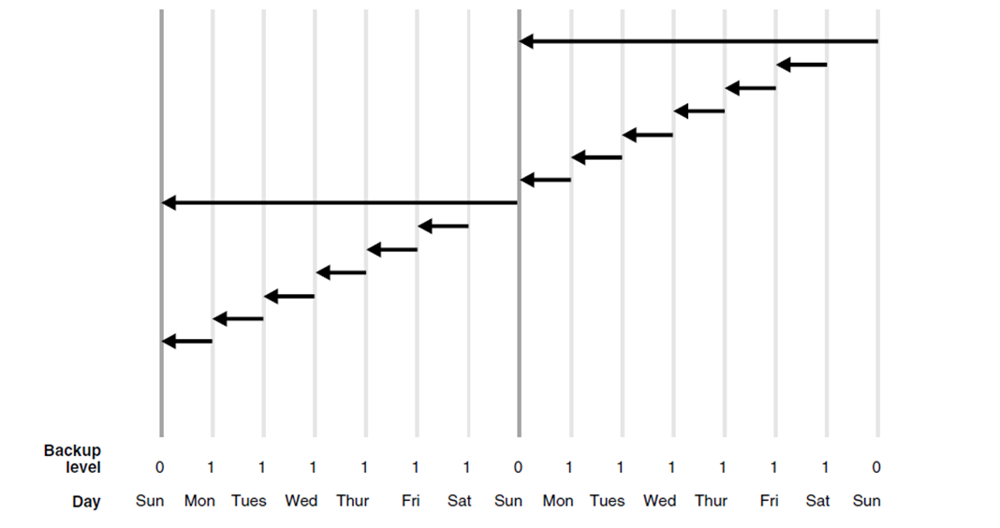 Backup
level 0 1 1 1 1 1 1 0 1 1 1 1 1 1 0
Day Sun Mon Tues Wed Thur Fri Sat Sun Mon Tues Wed Thur Fri Sat Sun